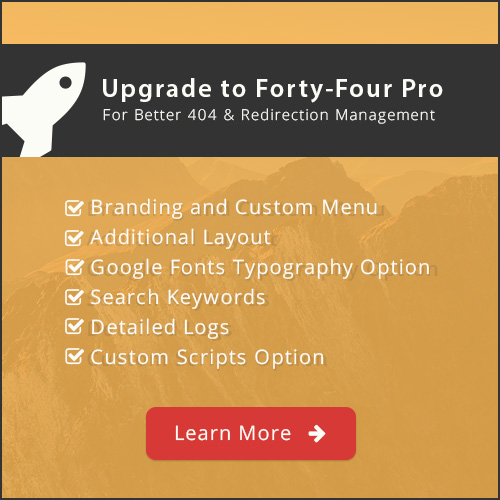 Upgrade to Forty-Four Pro
For Better 404 & Redirection Management
Branding and Custom Menu
Additional Layout
Google Fonts Typography Option
Search Keywords
Detailed Logs
Custom Scripts Option
Learn More